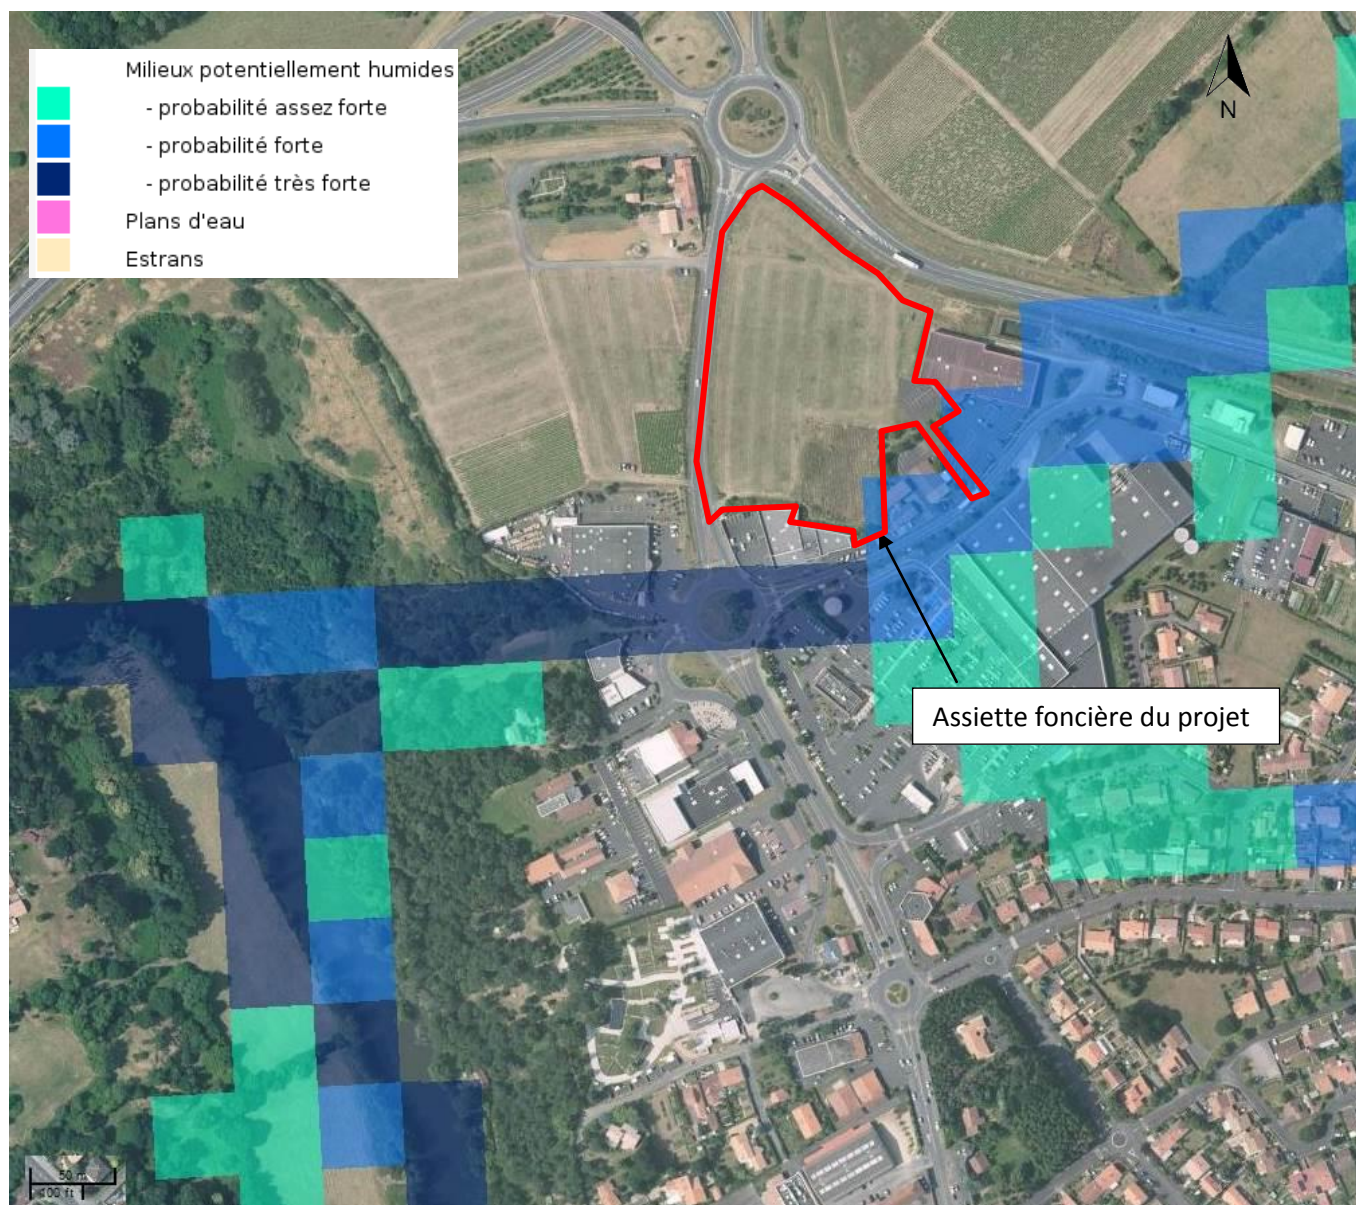 Milieux potentiellement humides
- probabilité assez forte
- probabilité forte
- probabilité très forte
Plans d'eau
Estrans
N
Assiette foncière du projet
50 m
100 ft